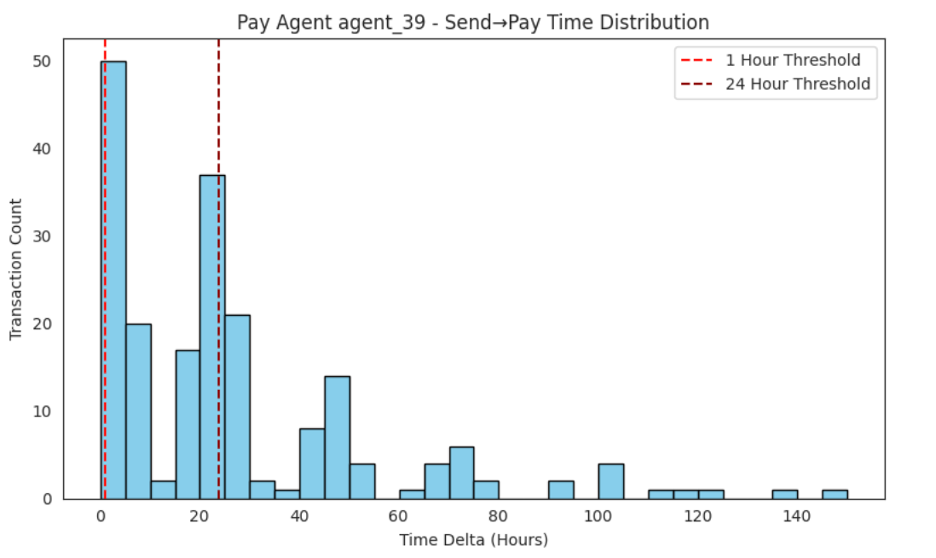 Pay Agent agent_39 - Send→Pay Time Distribution
1 Hour Threshold
24 Hour Threshold
Transaction Count
50
40
30
20
10
0
0 20 40 60 80 100 120 140
Time Delta (Hours)